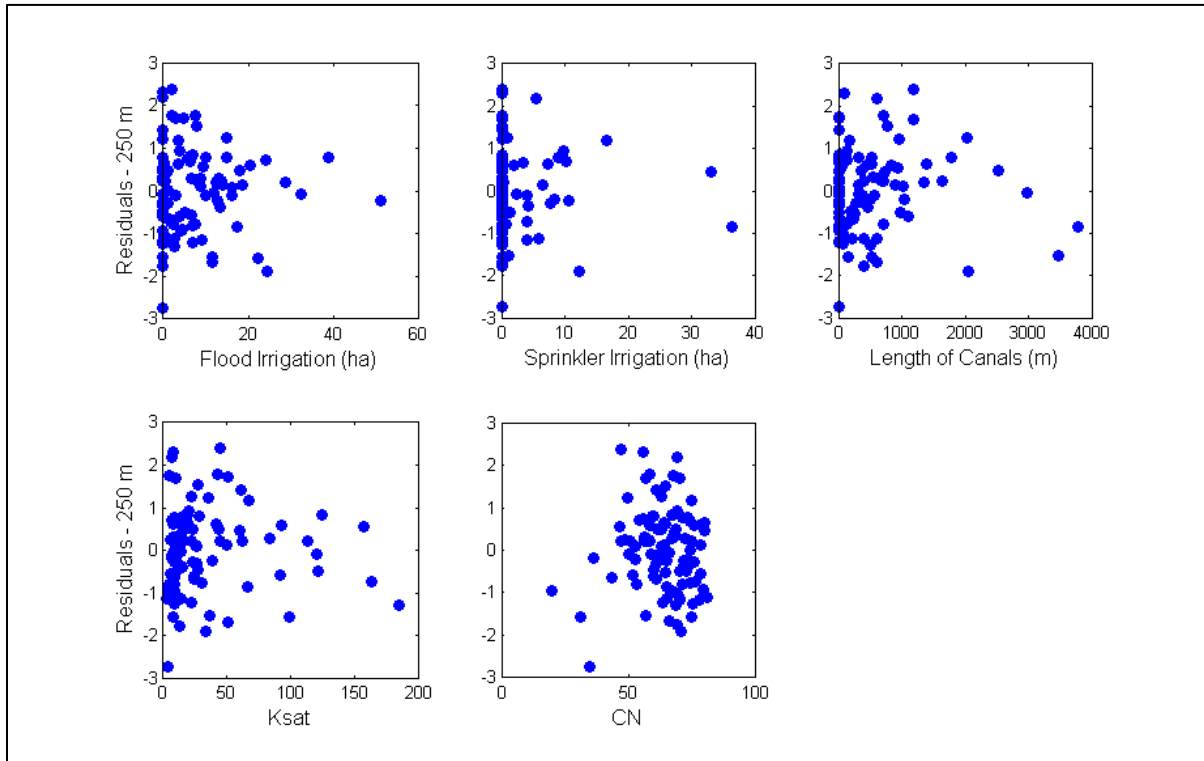 3
2
1
0
-1
-2
-3
0 20 40 60
Residuals - 250 m
Flood Irrigation (ha)
3
2
1
0
-1
-2
-3
0 10 20 30 40
Sprinkler Irrigation (ha)
3
2
1
0
-1
-2
-3
0 1000 2000 3000 4000
Length of Canals (m)
3
2
1
0
-1
-2
-3
0 50 100 150 200
Residuals - 250 m
Ksat
3
2
1
0
-1
-2
-3
0 50 100
CN